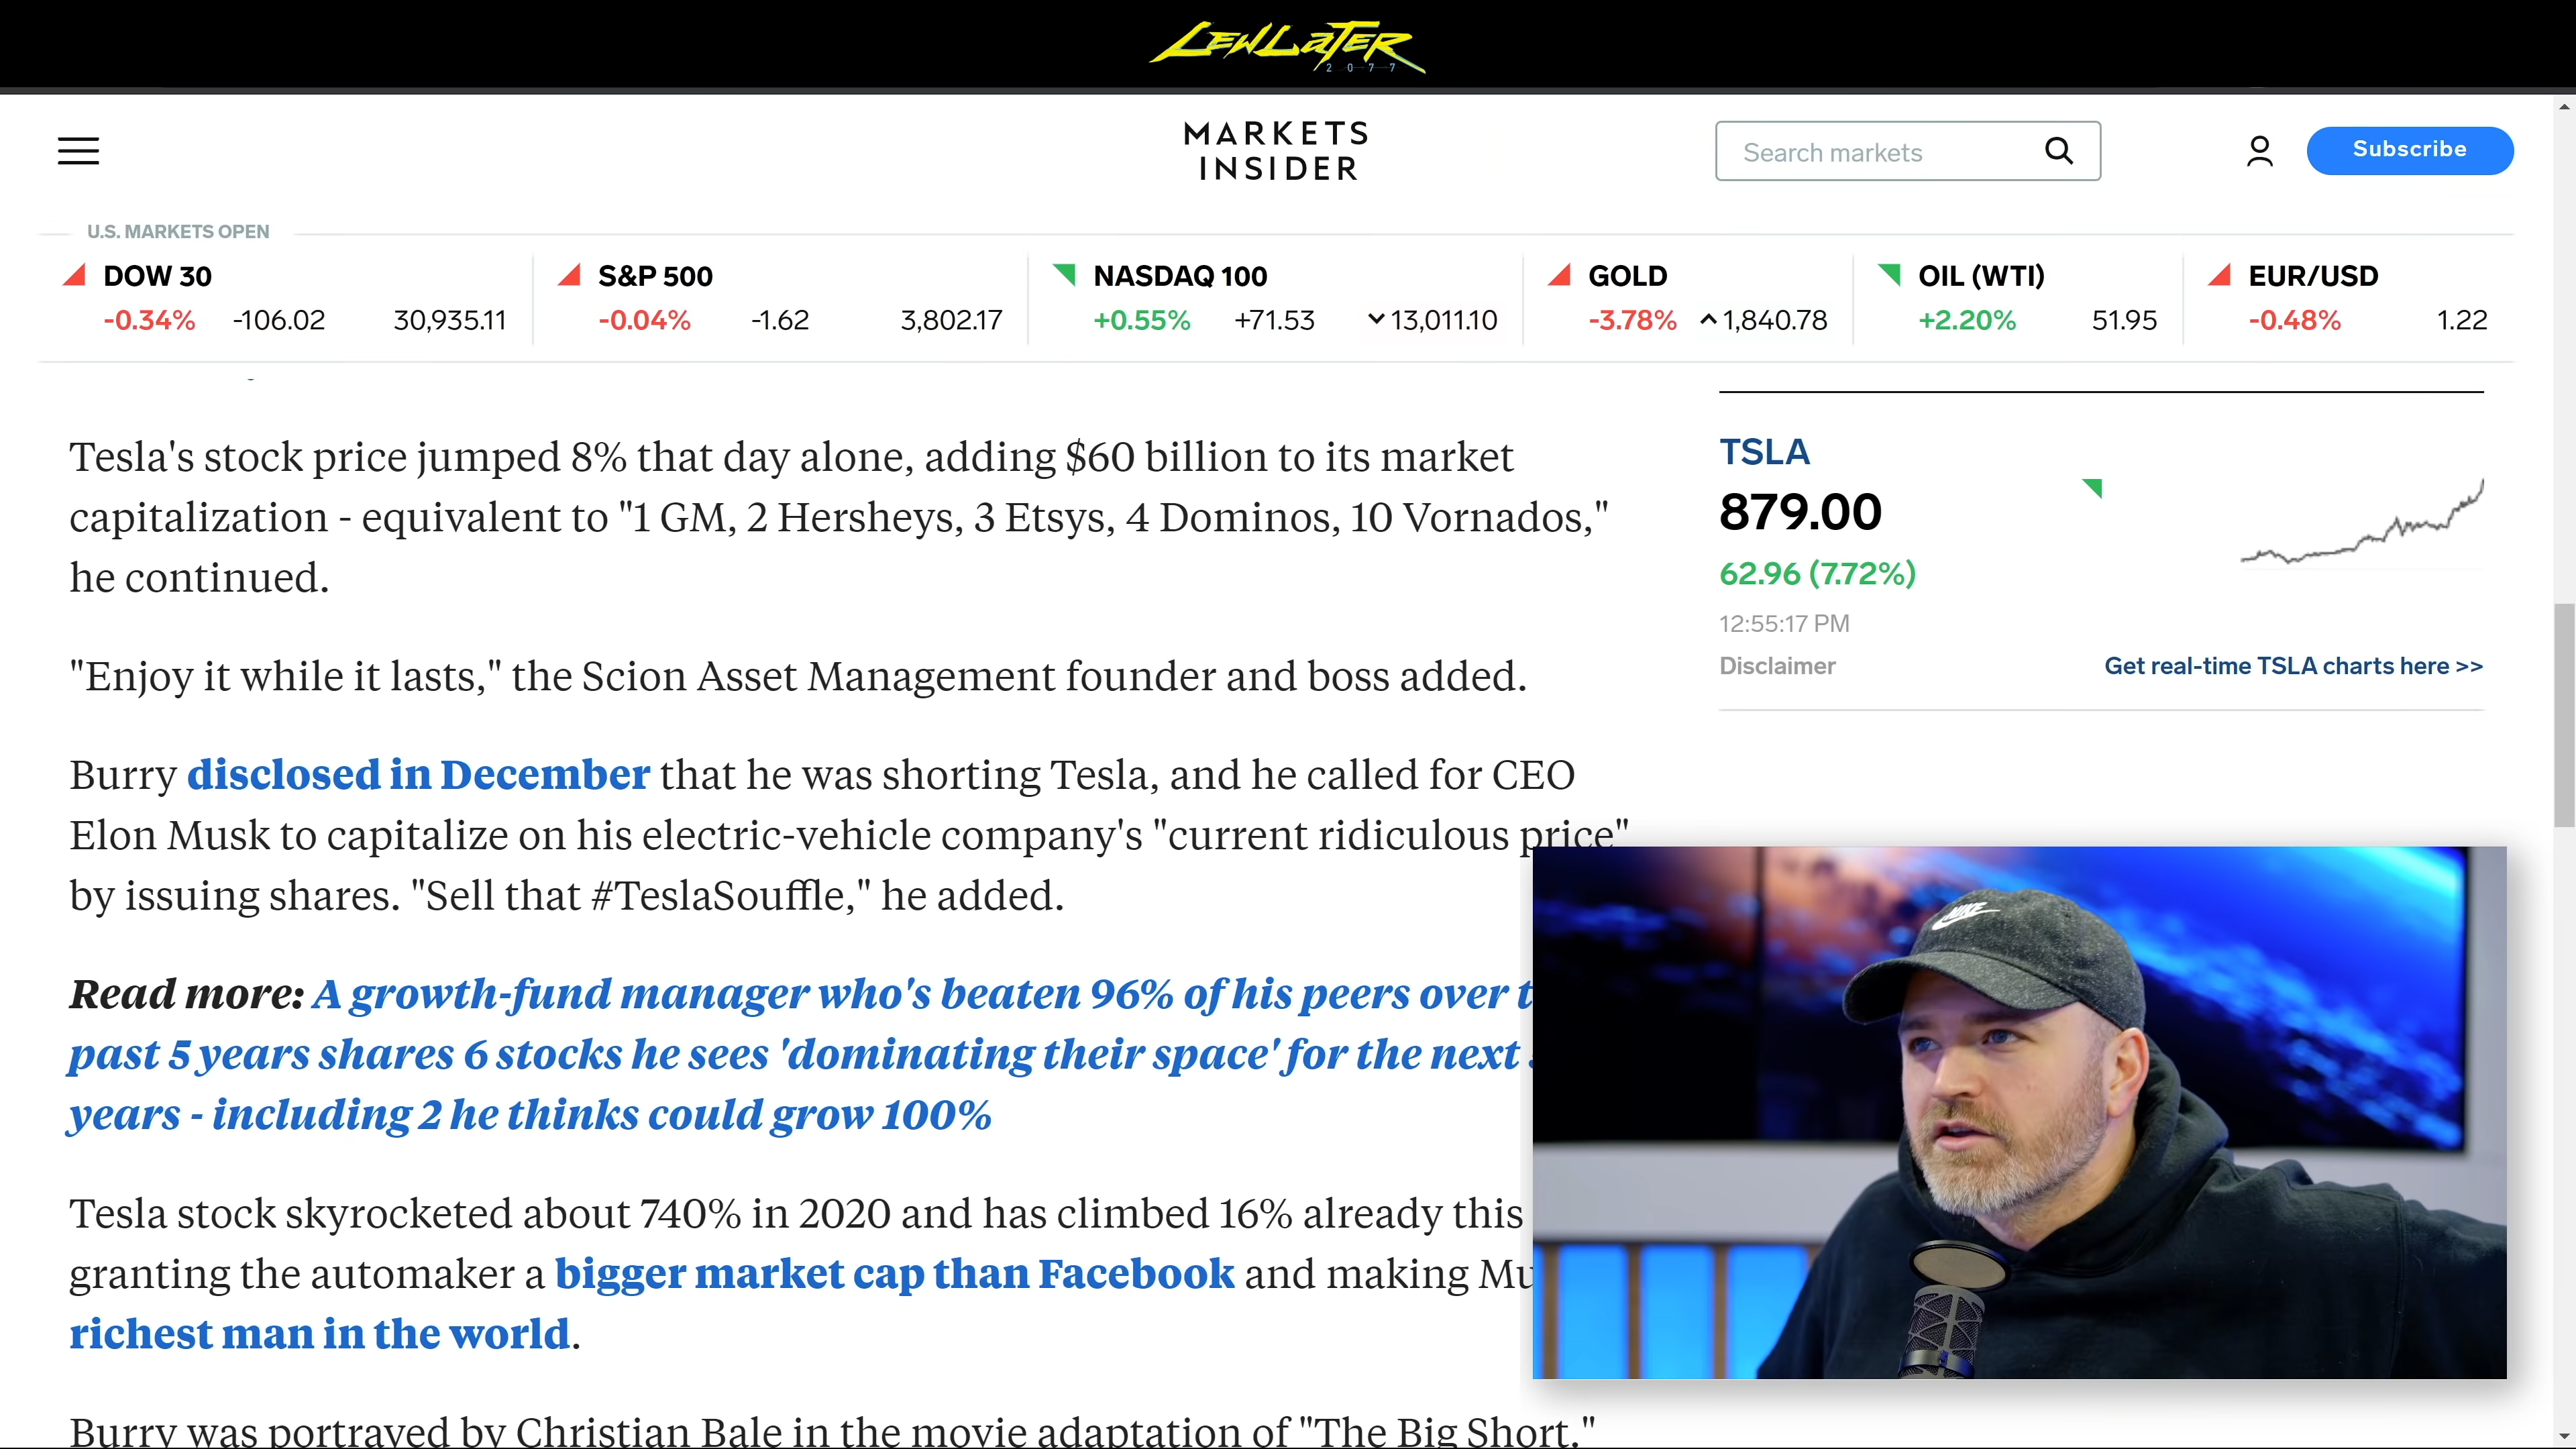 LEWLATER
2077
MARKETS
INSIDER
Search markets
Subscribe
U.S. MARKETS OPEN
DOW 30
-0.34% -106.02 30,935.11
S&P 500
-0.04% -1.62 3,802.17
NASDAQ 100
+0.55% +71.53 13,011.10
GOLD
-3.78% 1,840.78
OIL (WTI)
+2.20% 51.95
EUR/USD
-0.48% 1.22
Tesla's stock price jumped 8% that day alone, adding $60 billion to its market
capitalization - equivalent to "1 GM, 2 Hersheys, 3 Etsys, 4 Dominos, 10 Vornados,"
he continued.
"Enjoy it while it lasts," the Scion Asset Management founder and boss added.
Burry disclosed in December that he was shorting Tesla, and he called for CEO
Elon Musk to capitalize on his electric-vehicle company's "current ridiculous price"
by issuing shares. "Sell that #TeslaSouffle," he added.
Read more: A growth-fund manager who's beaten 96% of his peers over
past 5 years shares 6 stocks he sees 'dominating their space' for the next
years - including 2 he thinks could grow 100%
Tesla stock skyrocketed about 740% in 2020 and has climbed 16% already this
granting the automaker a bigger market cap than Facebook and making
richest man in the world.
Burry was portrayed by Christian Bale in the movie adaptation of "The Big Short."
TSLA
879.00
62.96 (7.72%)
12:55:17 PM
Disclaimer
Get real-time TSLA charts here >>
NIKE